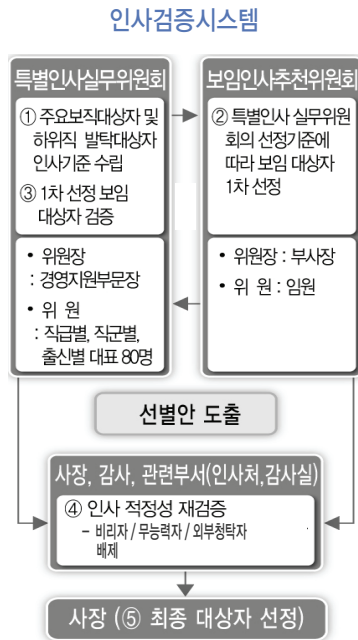 인사검증시스템
특별인사실무위원회
① 주요보직대상자 및
하위직 발탁대상자
인사기준 수립
③ 1차 선정 보임
대상자 검증
• 위원장
: 경영지원부문장
• 위 원
: 직급별, 직군별,
출신별 대표 80명
보임인사추천위원회
② 특별인사 실무위원
회의 선정기준에
따라 보임 대상자
1차 선정
• 위원장 : 부사장
• 위 원 : 임원
선별안 도출
사장, 감사, 관련부서(인사처,감사실)
④ 인사 적정성 재검증
– 비리자 / 무능력자 / 외부청탁자
배제
사장 (⑤ 최종 대상자 선정)